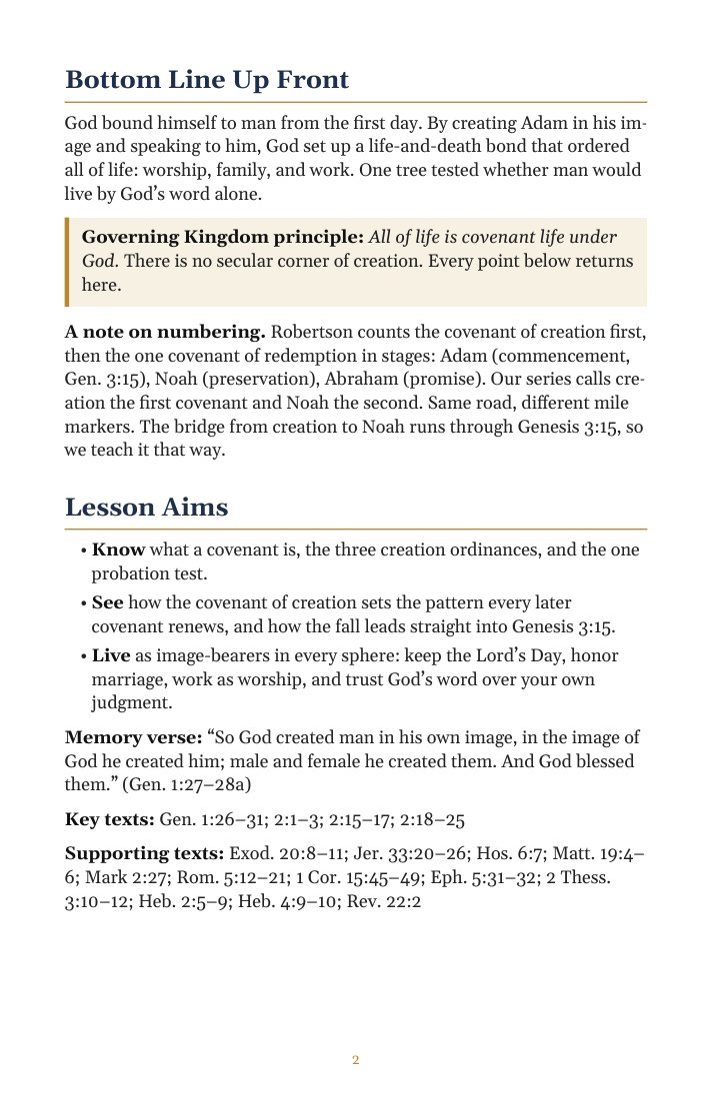 Bottom Line Up Front
God bound himself to man from the first day. By creating Adam in his im-
age and speaking to him, God set up a life-and-death bond that ordered
all of life: worship, family, and work. One tree tested whether man would
live by God’s word alone.
Governing Kingdom principle: All of life is covenant life under
God. There is no secular corner of creation. Every point below returns
here.
A note on numbering. Robertson counts the covenant of creation first,
then the one covenant of redemption in stages: Adam (commencement,
Gen. 3:15), Noah (preservation), Abraham (promise). Our series calls cre-
ation the first covenant and Noah the second. Same road, different mile
markers. The bridge from creation to Noah runs through Genesis 3:15, so
we teach it that way.
Lesson Aims
• Know what a covenant is, the three creation ordinances, and the one
probation test.
• See how the covenant of creation sets the pattern every later
covenant renews, and how the fall leads straight into Genesis 3:15.
• Live as image-bearers in every sphere: keep the Lord’s Day, honor
marriage, work as worship, and trust God’s word over your own
judgment.
Memory verse: “So God created man in his own image, in the image of
God he created him; male and female he created them. And God blessed
them.” (Gen. 1:27–28a)
Key texts: Gen. 1:26–31; 2:1–3; 2:15–17; 2:18–25
Supporting texts: Exod. 20:8–11; Jer. 33:20–26; Hos. 6:7; Matt. 19:4–
6; Mark 2:27; Rom. 5:12–21; 1 Cor. 15:45–49; Eph. 5:31–32; 2 Thess.
3:10–12; Heb. 2:5–9; Heb. 4:9–10; Rev. 22:2
2